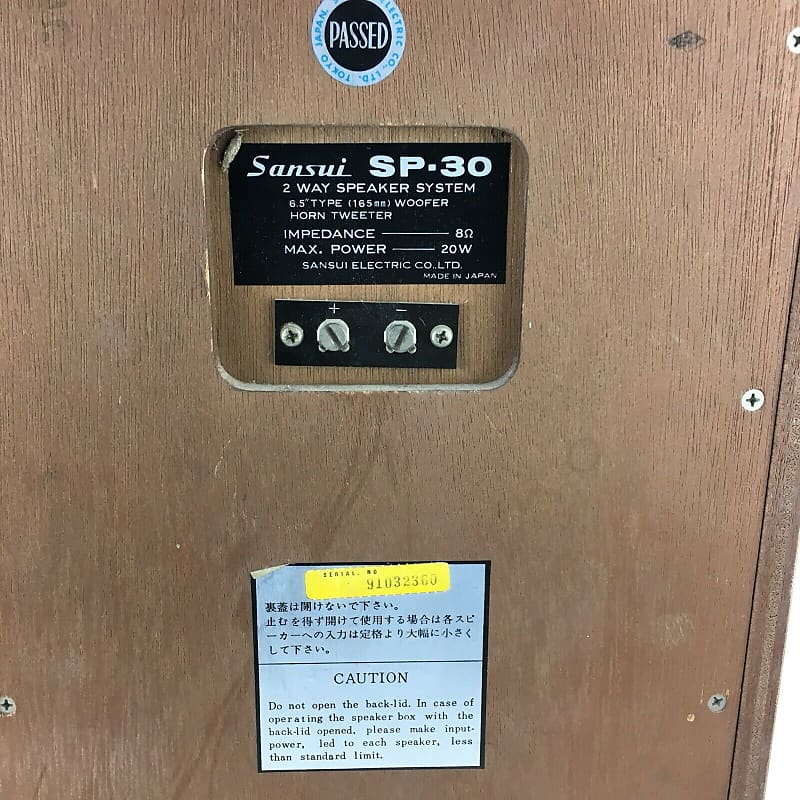 PASSED
ELECTRIC CO., LTD. TOKYO JAPAN.
Sansui SP-30
2 WAY SPEAKER SYSTEM
6.5" TYPE (165mm) WOOFER
HORN TWEETER
IMPEDANCE 8Ω
MAX. POWER 20W
SANSUI ELECTRIC CO.,LTD.
MADE IN JAPAN
+ −
SERIAL. NO
91032360
裏蓋は開けないで下さい。
止むを得ず開けて使用する場合は各スピ
ーカーへの入力は定格より大幅に小さく
して下さい。
CAUTION
Do not open the back-lid. In case of
operating the speaker box with the
back-lid opened, please make input-
power, led to each speaker, less
than standard limit.